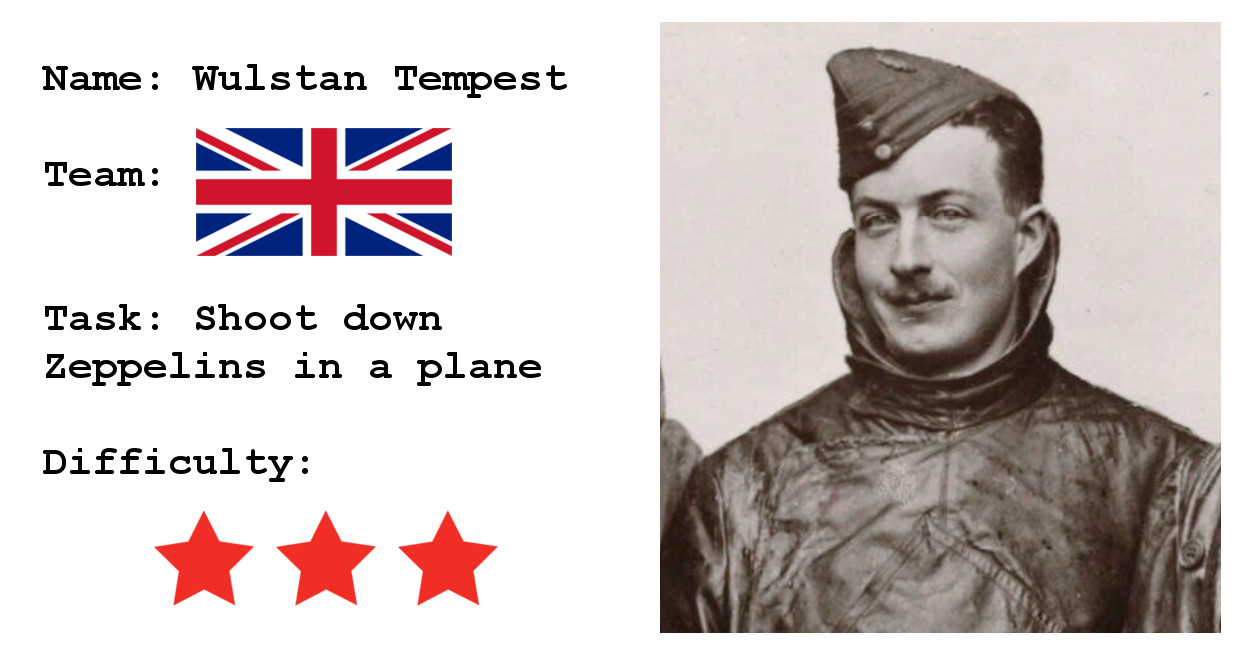 Name: Wulstan Tempest
Team:
Task: Shoot down
Zeppelins in a plane
Difficulty: